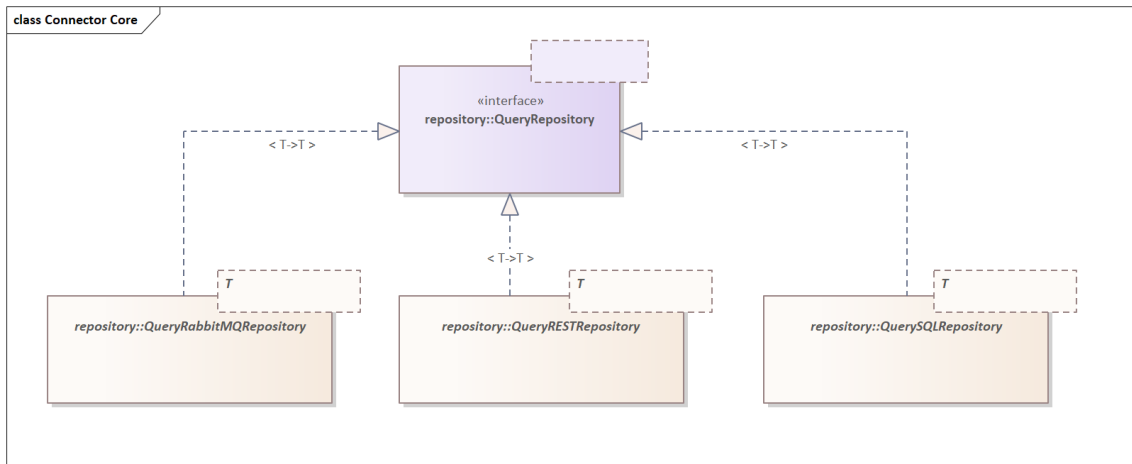 class Connector Core
«interface»
repository::QueryRepository
< T->T >
< T->T >
< T->T >
T
repository::QueryRabbitMQRepository
T
repository::QueryRESTRepository
T
repository::QuerySQLRepository